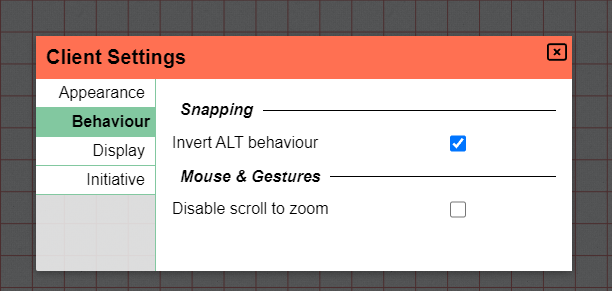 Client Settings
Appearance
Behaviour
Display
Initiative
Snapping
Invert ALT behaviour
Mouse & Gestures
Disable scroll to zoom